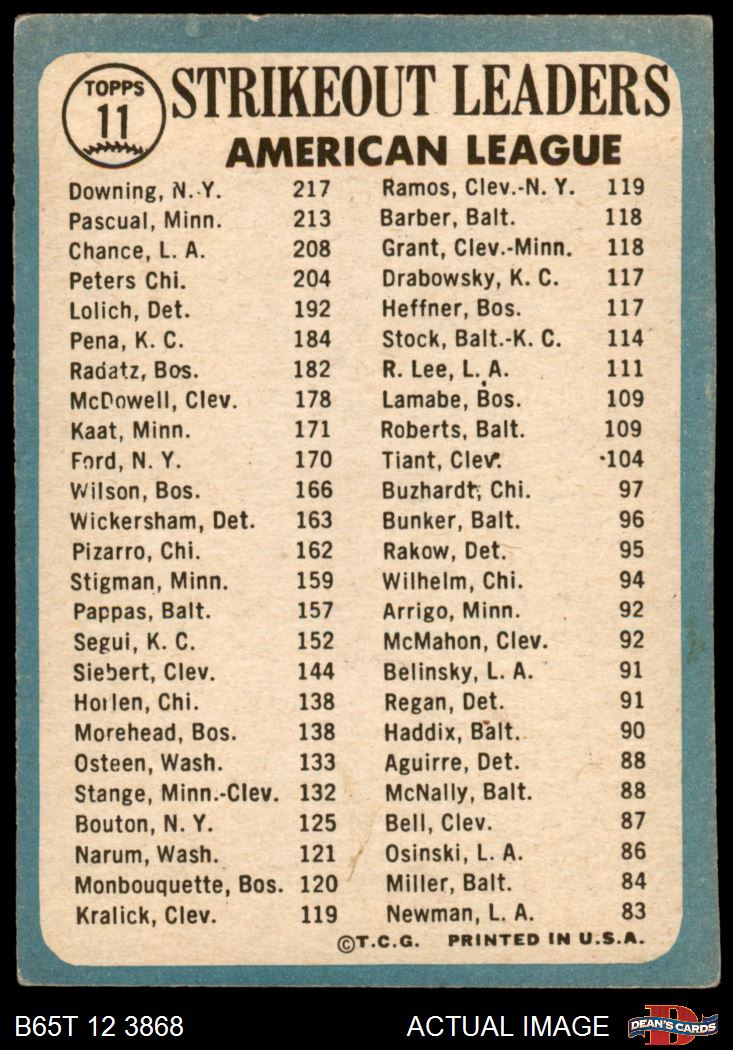 TOPPS
11
STRIKEOUT LEADERS
AMERICAN LEAGUE
Downing, N.Y. 217
Pascual, Minn. 213
Chance, L. A. 208
Peters Chi. 204
Lolich, Det. 192
Pena, K. C. 184
Radatz, Bos. 182
McDowell, Clev. 178
Kaat, Minn. 171
Ford, N. Y. 170
Wilson, Bos. 166
Wickersham, Det. 163
Pizarro, Chi. 162
Stigman, Minn. 159
Pappas, Balt. 157
Segui, K. C. 152
Siebert, Clev. 144
Horlen, Chi. 138
Morehead, Bos. 138
Osteen, Wash. 133
Stange, Minn.-Clev. 132
Bouton, N. Y. 125
Narum, Wash. 121
Monbouquette, Bos. 120
Kralick, Clev. 119
Ramos, Clev.-N. Y. 119
Barber, Balt. 118
Grant, Clev.-Minn. 118
Drabowsky, K. C. 117
Heffner, Bos. 117
Stock, Balt.-K. C. 114
R. Lee, L. A. 111
Lamabe, Bos. 109
Roberts, Balt. 109
Tiant, Clev. 104
Buzhardt, Chi. 97
Bunker, Balt. 96
Rakow, Det. 95
Wilhelm, Chi. 94
Arrigo, Minn. 92
McMahon, Clev. 92
Belinsky, L. A. 91
Regan, Det. 91
Haddix, Balt. 90
Aguirre, Det. 88
McNally, Balt. 88
Bell, Clev. 87
Osinski, L. A. 86
Miller, Balt. 84
Newman, L. A. 83
©T.C.G. PRINTED IN U.S.A.
B65T 12 3868
ACTUAL IMAGE
DEAN'S CARDS